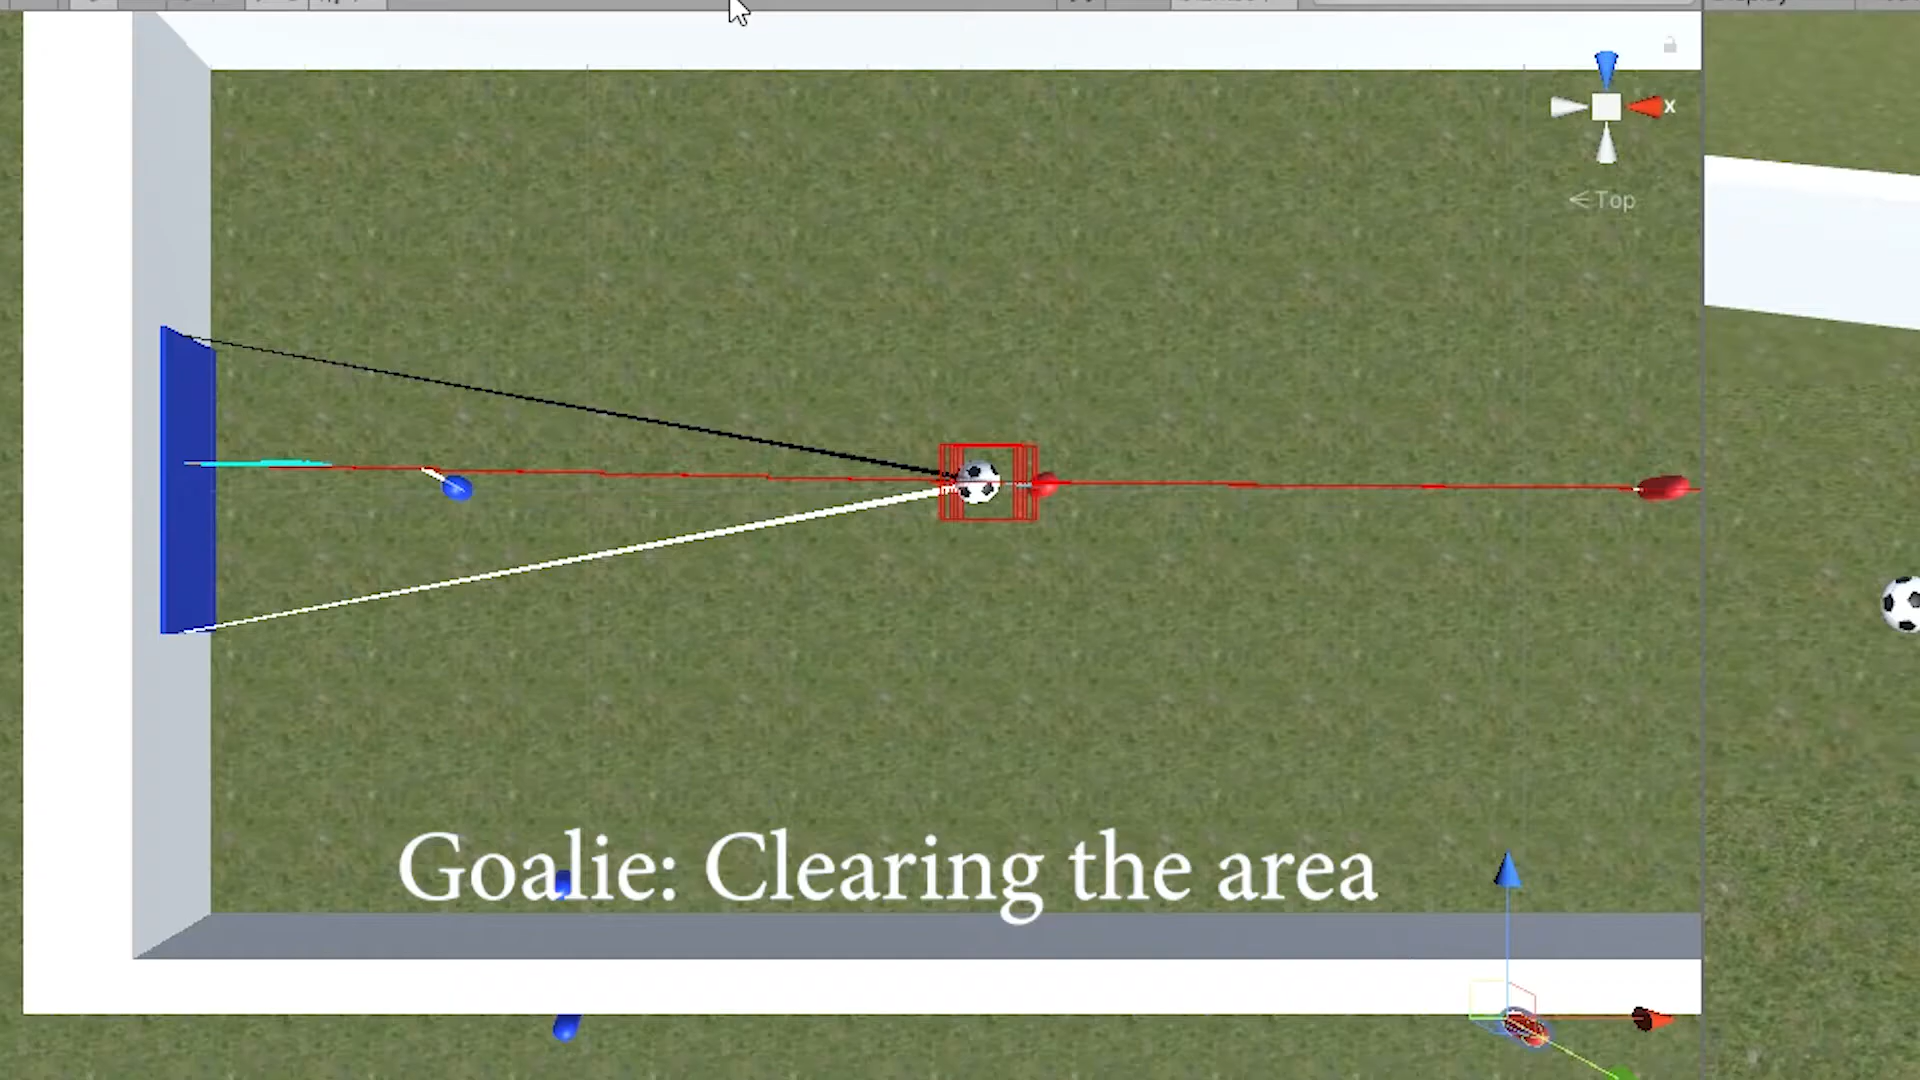 x
< Top
Goalie: Clearing the area